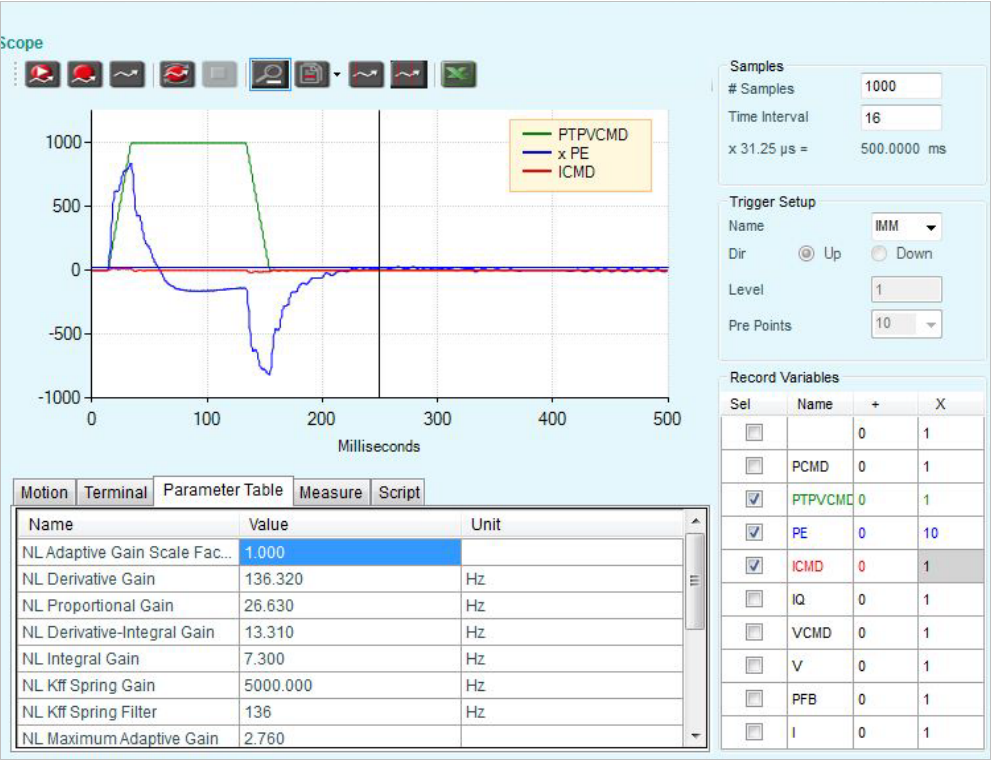 Scope
1000
500
0
-500
-1000
0 100 200 300 400 500
Milliseconds
PTPVCMD
x PE
ICMD
Samples
# Samples 1000
Time Interval 16
x 31.25 µs = 500.0000 ms
Trigger Setup
Name IMM
Dir Up Down
Level 1
Pre Points 10
Record Variables
Sel Name + X
0 1
PCMD 0 1
PTPVCMD 0 1
PE 0 10
ICMD 0 1
IQ 0 1
VCMD 0 1
V 0 1
PFB 0 1
I 0 1
Motion Terminal Parameter Table Measure Script
Name Value Unit
NL Adaptive Gain Scale Fac... 1.000
NL Derivative Gain 136.320 Hz
NL Proportional Gain 26.630 Hz
NL Derivative-Integral Gain 13.310 Hz
NL Integral Gain 7.300 Hz
NL Kff Spring Gain 5000.000 Hz
NL Kff Spring Filter 136 Hz
NL Maximum Adaptive Gain 2.760